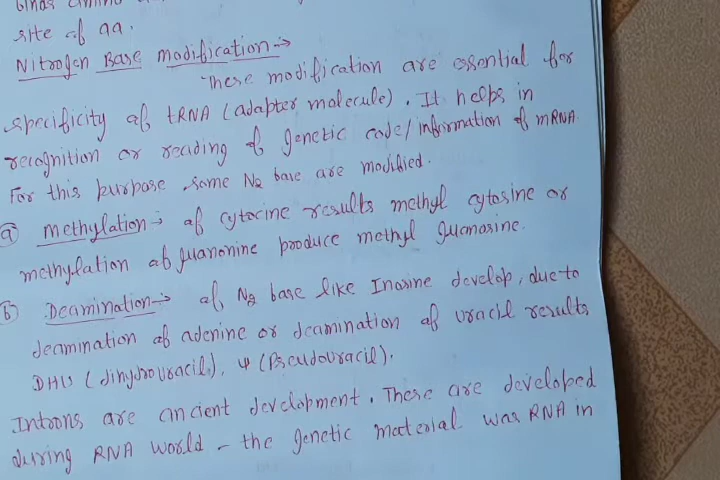 binds amino
site of aa.
Nitrogen Base modification →
These modification are essential for
specificity of tRNA (adapter molecule). It helps in
recognition or reading of genetic code/information of mRNA.
For this purpose some N2 base are modified.
(a) Methylation → of cytocine results methyl cytosine or
methylation of guanonine produce methyl guanosine.
(b) Deamination → of N2 base like Inosine develop, due to
deamination of adenine or deamination of uracil results
DHU (dihydrouracil), ψ (Pseudouracil).
Introns are ancient development. These are developed
during RNA world - the genetic material was RNA in